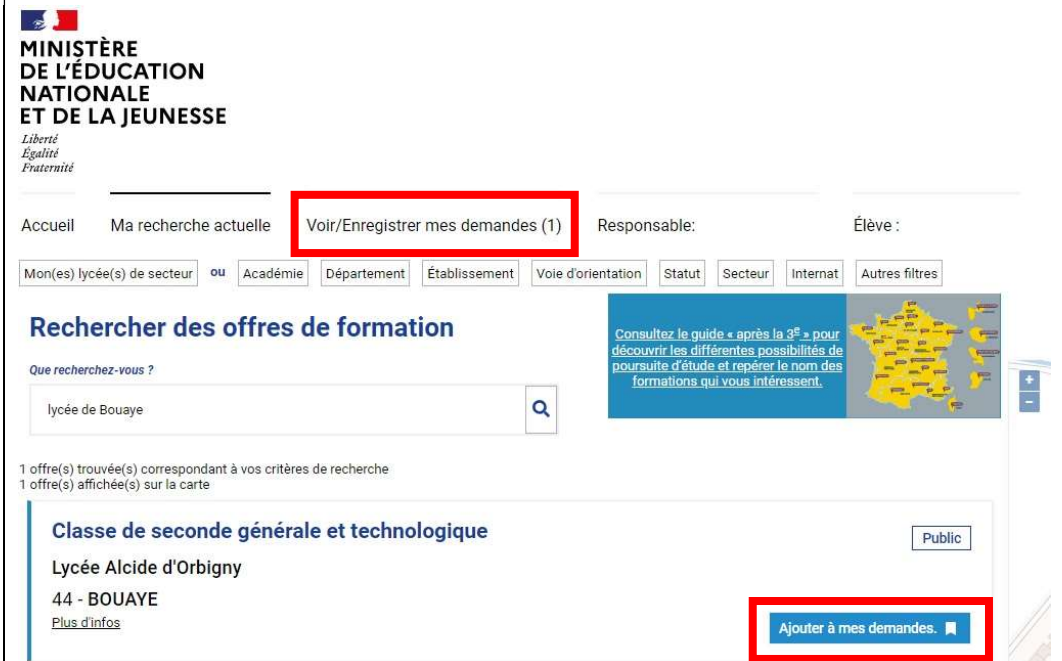 MINISTÈRE
DE L'ÉDUCATION
NATIONALE
ET DE LA JEUNESSE
Liberté
Égalité
Fraternité
Accueil Ma recherche actuelle Voir/Enregistrer mes demandes (1) Responsable: Élève :
Mon(es) lycée(s) de secteur ou Académie Département Établissement Voie d'orientation Statut Secteur Internat Autres filtres
Rechercher des offres de formation
Consultez le guide « après la 3e » pour
découvrir les différentes possibilités de
poursuite d'étude et repérer le nom des
formations qui vous intéressent.
Que recherchez-vous ?
lycée de Bouaye
+
-
1 offre(s) trouvée(s) correspondant à vos critères de recherche
1 offre(s) affichée(s) sur la carte
Classe de seconde générale et technologique
Public
Lycée Alcide d'Orbigny
44 - BOUAYE
Plus d'infos
Ajouter à mes demandes.